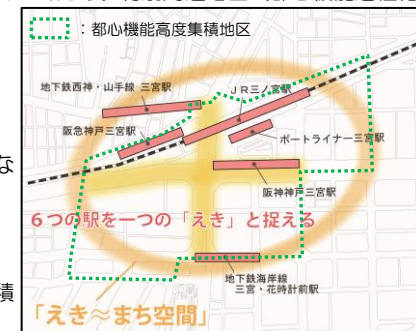 ：都心機能高度集積地区
地下鉄西神・山手線 三宮駅
JR三ノ宮駅
阪急神戸三宮駅
ポートライナー三宮駅
な
阪神神戸三宮駅
6つの駅を一つの「えき」と捉える
地下鉄海岸線
三宮・花時計前駅
積
「えき～まち空間」